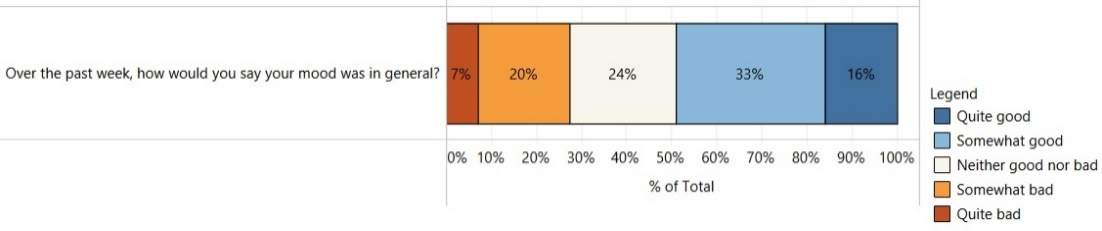 Over the past week, how would you say your mood was in general? 7% 20% 24% 33% 16%
0% 10% 20% 30% 40% 50% 60% 70% 80% 90% 100%
% of Total
Legend
Quite good
Somewhat good
Neither good nor bad
Somewhat bad
Quite bad